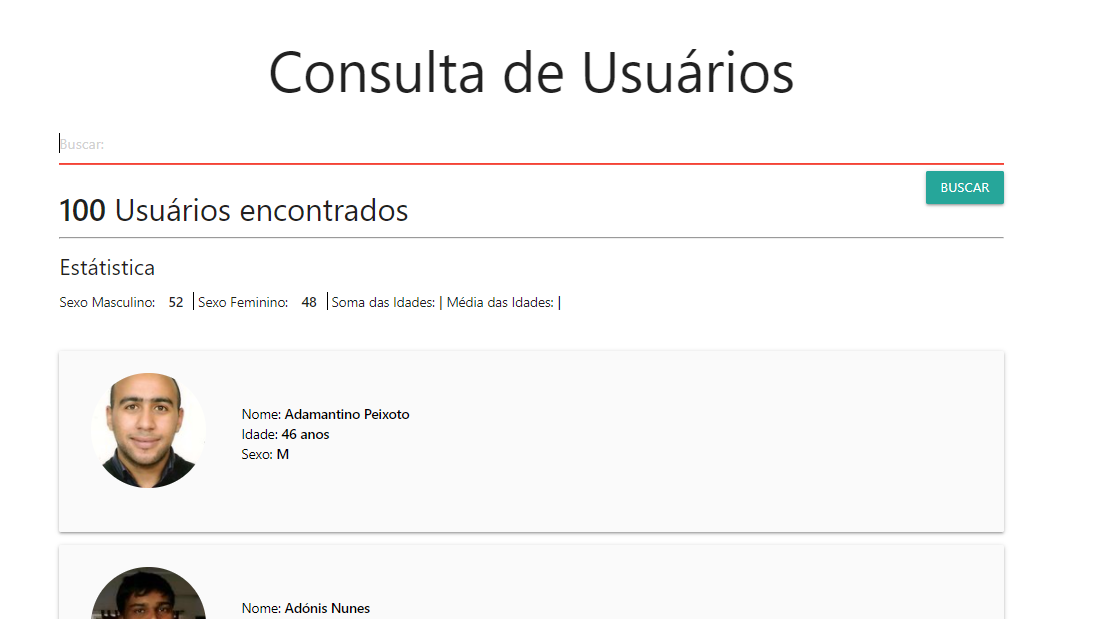 Consulta de Usuários
Buscar:
BUSCAR
100 Usuários encontrados
Estátistica
Sexo Masculino: 52 | Sexo Feminino: 48 | Soma das Idades: | Média das Idades: |
Nome: Adamantino Peixoto
Idade: 46 anos
Sexo: M
Nome: Adónis Nunes